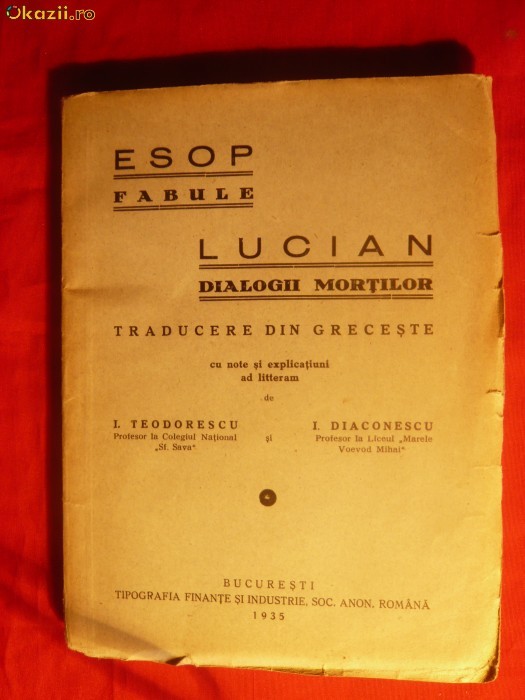 Okazii.ro
ESOP
FABULE
LUCIAN
DIALOGII MORȚILOR
TRADUCERE DIN GRECEȘTE
cu note și explicațiuni
ad litteram
de
I. TEODORESCU
Profesor la Colegiul Național
„Sf. Sava“
și
I. DIACONESCU
Profesor la Liceul „Marele
Voevod Mihai“
BUCUREȘTI
TIPOGRAFIA FINANȚE ȘI INDUSTRIE, SOC. ANON. ROMÂNĂ
1935